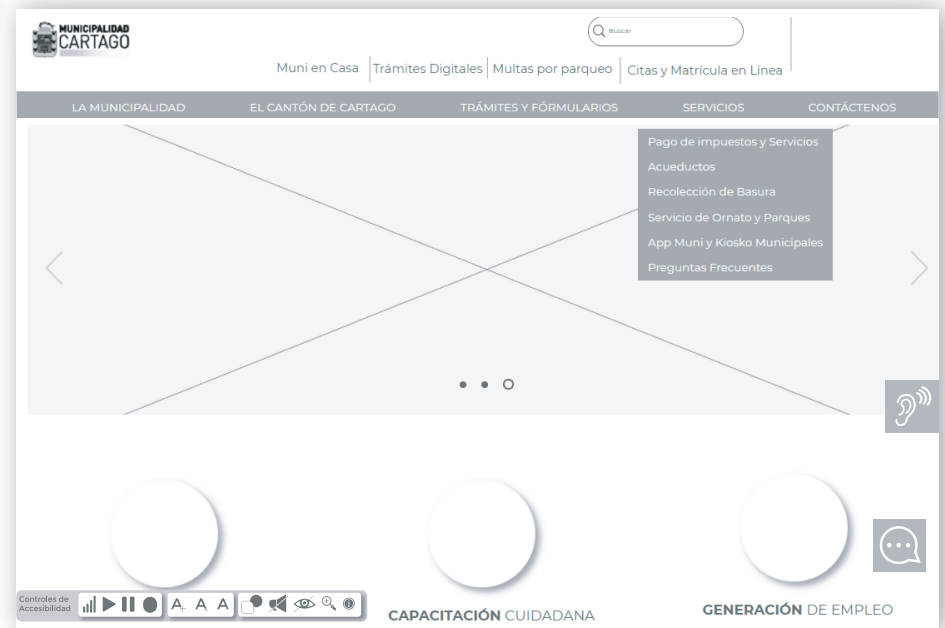 MUNICIPALIDAD
CARTAGO
Buscar
Muni en Casa
Trámites Digitales
Multas por parqueo
Citas y Matrícula en Línea
LA MUNICIPALIDAD
EL CANTÓN DE CARTAGO
TRÁMITES Y FÓRMULARIOS
SERVICIOS
CONTÁCTENOS
Pago de impuestos y Servicios
Acueductos
Recolección de Basura
Servicio de Ornato y Parques
App Muni y Kiosko Municipales
Preguntas Frecuentes
Controles de
Accesibilidad
A+ A A
CAPACITACIÓN CUIDADANA
GENERACIÓN DE EMPLEO